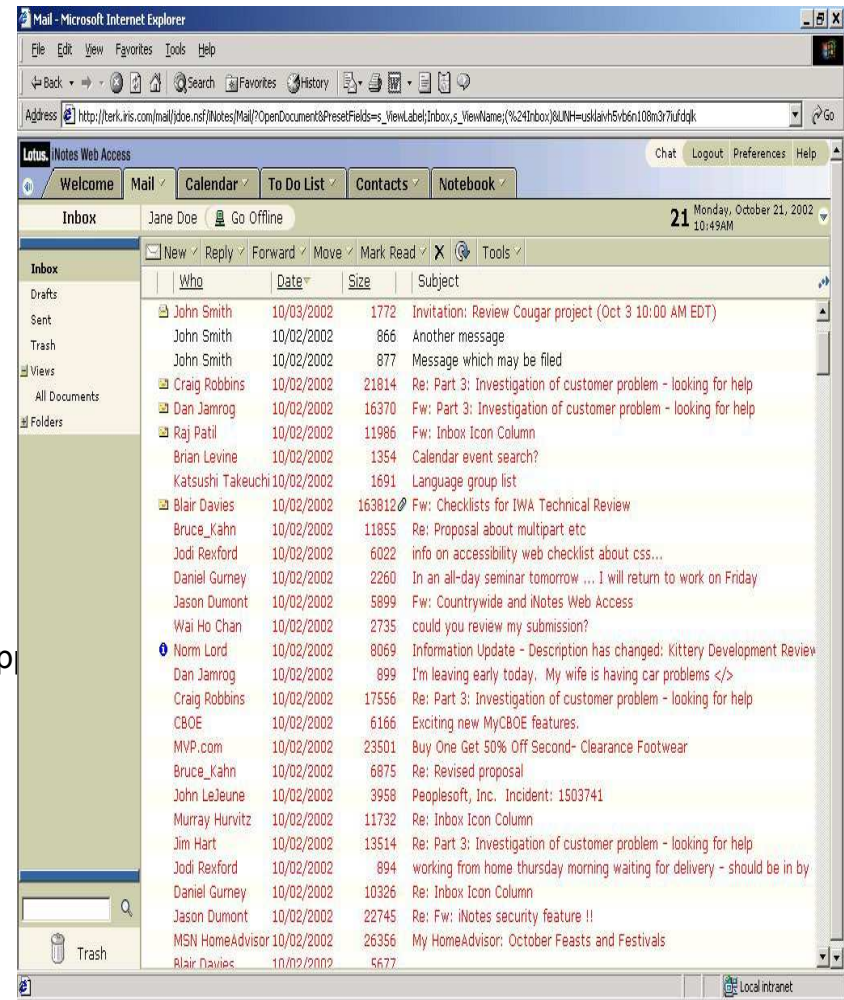 Mail - Microsoft Internet Explorer
File Edit View Favorites Tools Help
Back Search Favorites History
Address http://terk.iris.com/mail/jdoe.nsf/iNotes/Mail/?OpenDocument&PresetFields=s_ViewLabel;Inbox,s_ViewName;(%24Inbox)&UNH=usklaivh5vb6n108m3r7iufdqlk Go
Lotus. iNotes Web Access Chat Logout Preferences Help
Welcome Mail Calendar To Do List Contacts Notebook
Inbox Jane Doe Go Offline 21 Monday, October 21, 2002
10:49AM
New Reply Forward Move Mark Read X Tools
Inbox
Drafts
Sent
Trash
Views
All Documents
Folders
Who Date Size Subject
John Smith 10/03/2002 1772 Invitation: Review Cougar project (Oct 3 10:00 AM EDT)
John Smith 10/02/2002 866 Another message
John Smith 10/02/2002 877 Message which may be filed
Craig Robbins 10/02/2002 21814 Re: Part 3: Investigation of customer problem - looking for help
Dan Jamrog 10/02/2002 16370 Fw: Part 3: Investigation of customer problem - looking for help
Raj Patil 10/02/2002 11986 Fw: Inbox Icon Column
Brian Levine 10/02/2002 1354 Calendar event search?
Katsushi Takeuchi 10/02/2002 1691 Language group list
Blair Davies 10/02/2002 163812 Fw: Checklists for IWA Technical Review
Bruce_Kahn 10/02/2002 11855 Re: Proposal about multipart etc
Jodi Rexford 10/02/2002 6022 info on accessibility web checklist about css...
Daniel Gurney 10/02/2002 2260 In an all-day seminar tomorrow ... I will return to work on Friday
Jason Dumont 10/02/2002 5899 Fw: Countrywide and iNotes Web Access
Wai Ho Chan 10/02/2002 2735 could you review my submission?
Norm Lord 10/02/2002 8069 Information Update - Description has changed: Kittery Development Review
Dan Jamrog 10/02/2002 899 I'm leaving early today. My wife is having car problems </>
Craig Robbins 10/02/2002 17556 Re: Part 3: Investigation of customer problem - looking for help
CBOE 10/02/2002 6166 Exciting new MyCBOE features.
MVP.com 10/02/2002 23501 Buy One Get 50% Off Second- Clearance Footwear
Bruce_Kahn 10/02/2002 6875 Re: Revised proposal
John LeJeune 10/02/2002 3958 Peoplesoft, Inc. Incident: 1503741
Murray Hurvitz 10/02/2002 11732 Re: Inbox Icon Column
Jim Hart 10/02/2002 13514 Re: Part 3: Investigation of customer problem - looking for help
Jodi Rexford 10/02/2002 894 working from home thursday morning waiting for delivery - should be in by
Daniel Gurney 10/02/2002 10326 Re: Inbox Icon Column
Jason Dumont 10/02/2002 22745 Re: Fw: iNotes security feature !!
MSN HomeAdvisor 10/02/2002 26356 My HomeAdvisor: October Feasts and Festivals
Blair Davies 10/02/2002 5677
Trash
Local intranet